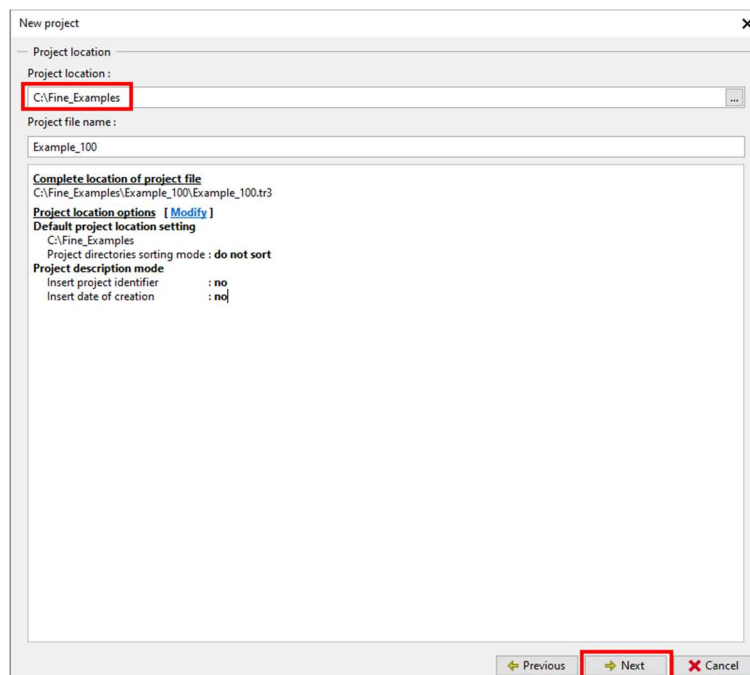 New project
Project location
Project location :
C:\Fine_Examples
...
Project file name :
Example_100
Complete location of project file
C:\Fine_Examples\Example_100\Example_100.tr3
Project location options [ Modify ]
Default project location setting
C:\Fine_Examples
Project directories sorting mode : do not sort
Project description mode
Insert project identifier : no
Insert date of creation : no
Previous Next Cancel